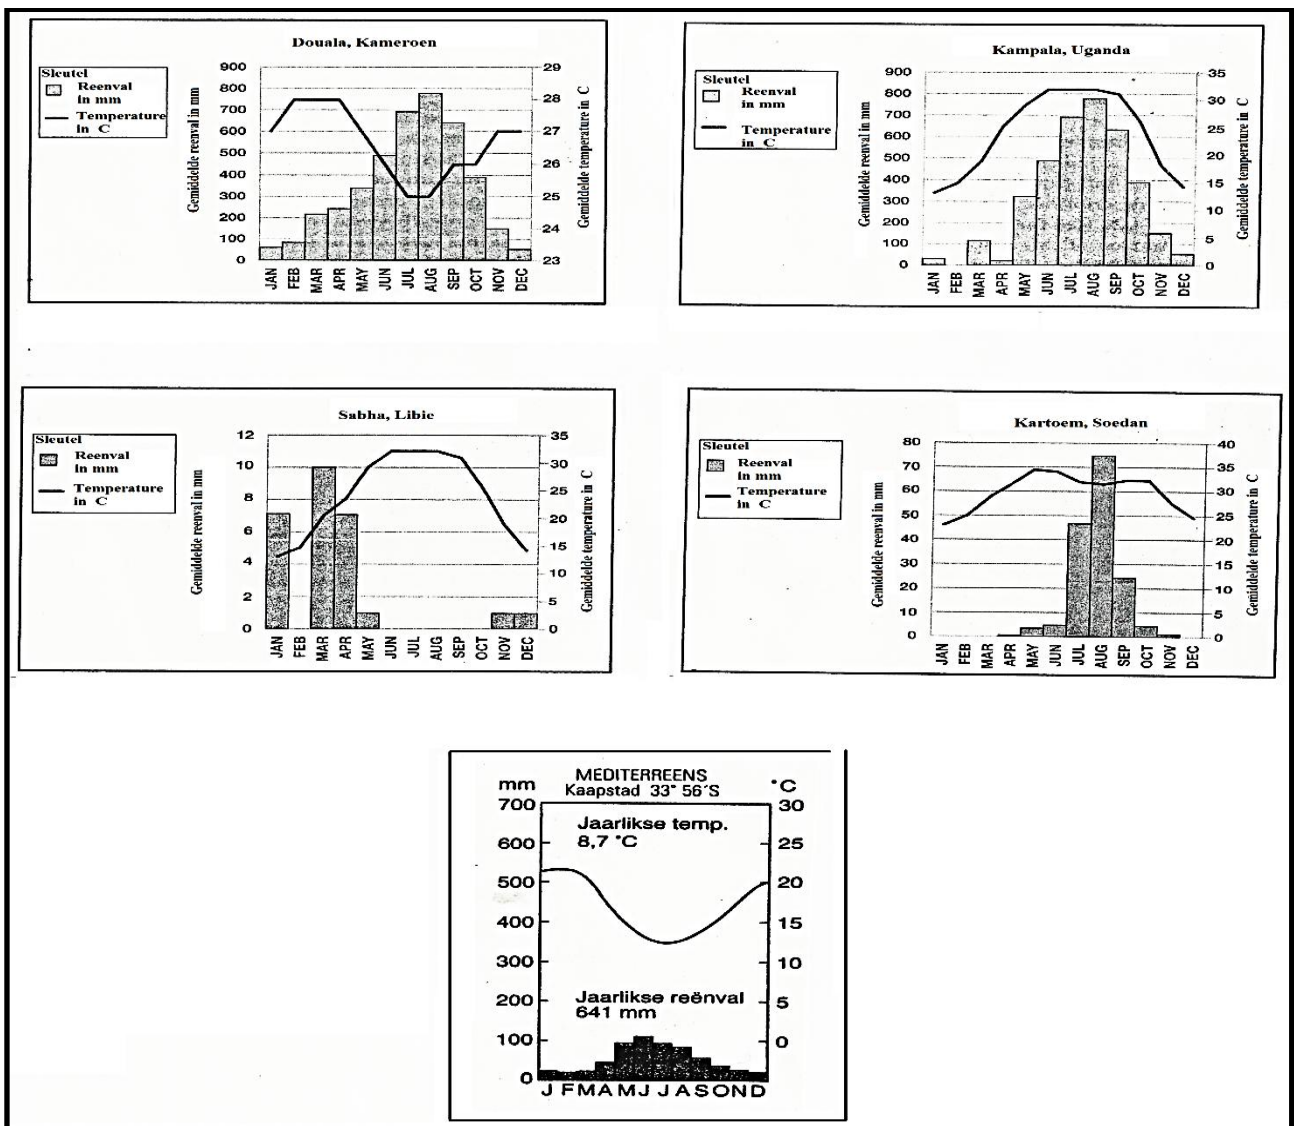 Douala, Kameroen
Sleutel
Reenval
in mm
Temperature
in C
Gemiddelde reenval in mm
900
800
700
600
500
400
300
200
100
0
29
28
27
26
25
24
23
Gemiddelde temperature in C
JAN FEB MAR APR MAY JUN JUL AUG SEP OCT NOV DEC
Kampala, Uganda
Sleutel
Reenval
in mm
Temperature
in C
Gemiddelde reenval in mm
900
800
700
600
500
400
300
200
100
0
35
30
25
20
15
10
5
0
Gemiddelde temperature in C
JAN FEB MAR APR MAY JUN JUL AUG SEP OCT NOV DEC
Sabha, Libie
Sleutel
Reenval
in mm
Temperature
in C
Gemiddelde reenval in mm
12
10
8
6
4
2
0
35
30
25
20
15
10
5
0
Gemiddelde temperature in C
JAN FEB MAR APR MAY JUN JUL AUG SEP OCT NOV DEC
Kartoem, Soedan
Sleutel
Reenval
in mm
Temperature
in C
Gemiddelde reenval in mm
80
70
60
50
40
30
20
10
0
40
35
30
25
20
15
10
5
0
Gemiddelde temperature in C
JAN FEB MAR APR MAY JUN JUL AUG SEP OCT NOV DEC
mm MEDITERREENS °C
Kaapstad 33° 56´S
700 30
Jaarlikse temp.
600 8,7 °C 25
500 20
400 15
300 10
Jaarlikse reënval
200 641 mm 5
100 0
0
J F M A M J J A S O N D